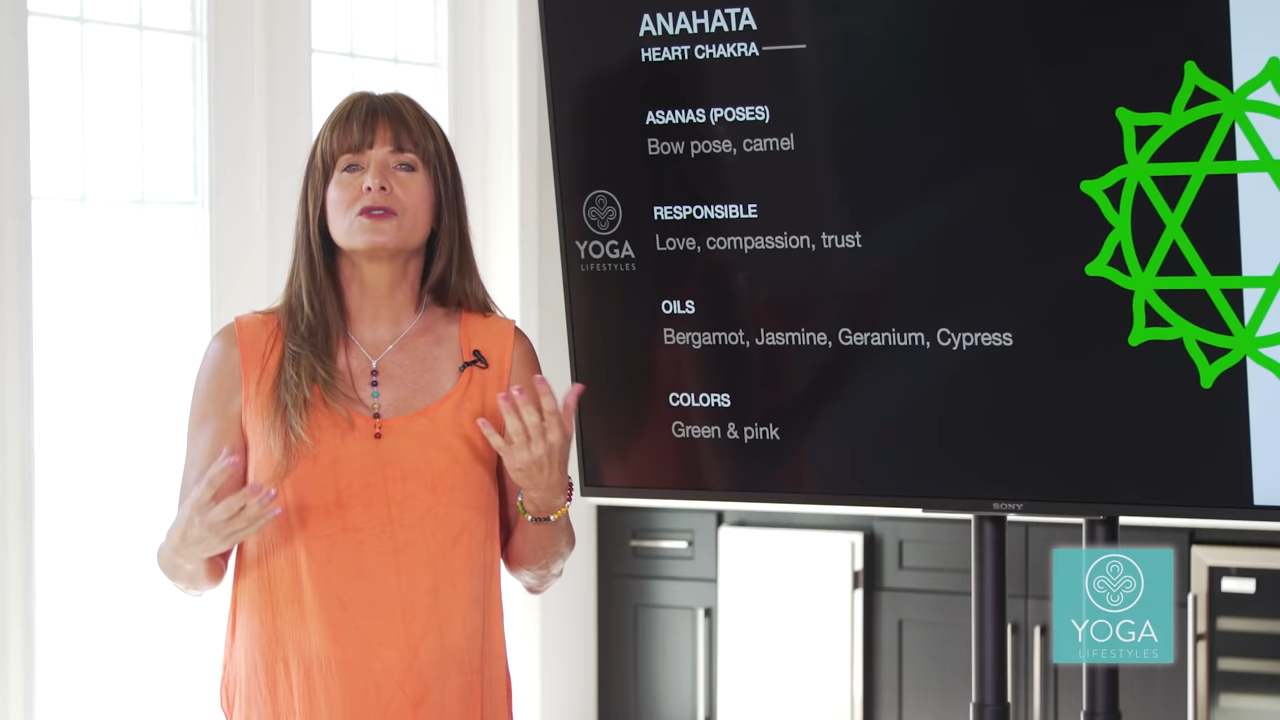 ANAHATA
HEART CHAKRA
ASANAS (POSES)
Bow pose, camel
RESPONSIBLE
Love, compassion, trust
OILS
Bergamot, Jasmine, Geranium, Cypress
COLORS
Green & pink
YOGA
LIFESTYLES
SONY
YOGA
LIFESTYLES